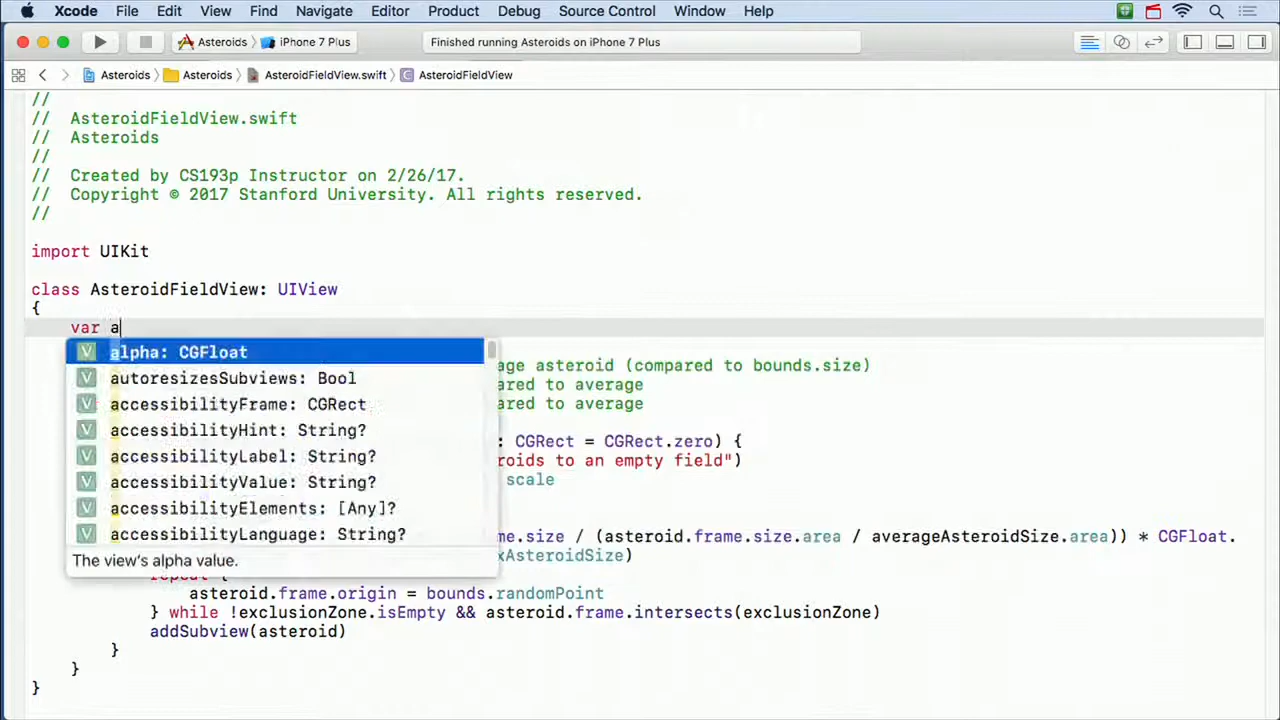 Xcode File Edit View Find Navigate Editor Product Debug Source Control Window Help
Asteroids iPhone 7 Plus Finished running Asteroids on iPhone 7 Plus
Asteroids Asteroids AsteroidFieldView.swift C AsteroidFieldView
//
// AsteroidFieldView.swift
// Asteroids
//
// Created by CS193p Instructor on 2/26/17.
// Copyright © 2017 Stanford University. All rights reserved.
//
import UIKit
class AsteroidFieldView: UIView
{
var a
V alpha: CGFloat
age asteroid (compared to bounds.size)
V autoresizesSubviews: Bool
ared to average
V accessibilityFrame: CGRect
ared to average
V accessibilityHint: String?
: CGRect = CGRect.zero) {
V accessibilityLabel: String?
roids to an empty field")
V accessibilityValue: String?
scale
V accessibilityElements: [Any]?
V accessibilityLanguage: String?
me.size / (asteroid.frame.size.area / averageAsteroidSize.area)) * CGFloat.
The view's alpha value.
xAsteroidSize)
repeat {
asteroid.frame.origin = bounds.randomPoint
} while !exclusionZone.isEmpty && asteroid.frame.intersects(exclusionZone)
addSubview(asteroid)
}
}
}